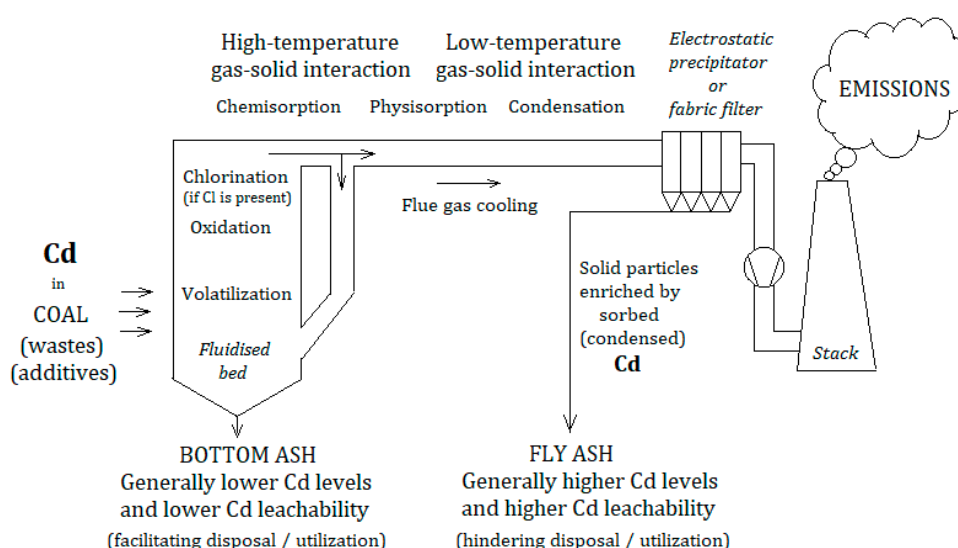 High-temperature
gas-solid interaction
Low-temperature
gas-solid interaction
Electrostatic
precipitator
or
fabric filter
EMISSIONS
Chemisorption
Physisorption
Condensation
Chlorination
(if Cl is present)
Oxidation
Flue gas cooling
Cd
in
COAL
(wastes)
(additives)
Volatilization
Fluidised
bed
Solid particles
enriched by
sorbed
(condensed)
Cd
Stack
BOTTOM ASH
Generally lower Cd levels
and lower Cd leachability
(facilitating disposal / utilization)
FLY ASH
Generally higher Cd levels
and higher Cd leachability
(hindering disposal / utilization)